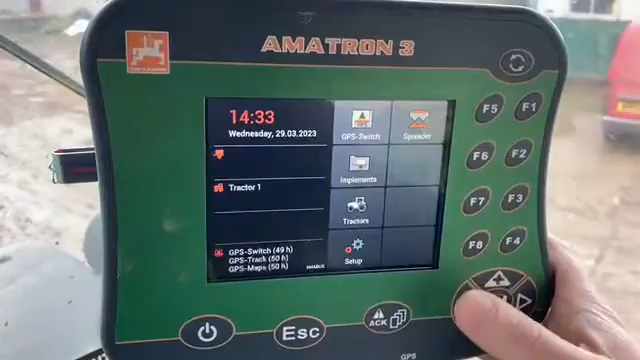 AMATRON 3
14:33
Wednesday, 29.03.2023
Tractor 1
GPS-Switch (49 h)
GPS-Track (50 h)
GPS-Maps (50 h)
AMABUS
GPS-Switch
Spreader
Implements
Tractors
Setup
F5
F1
F6
F2
F7
F3
F8
F4
Esc
ACK
GPS